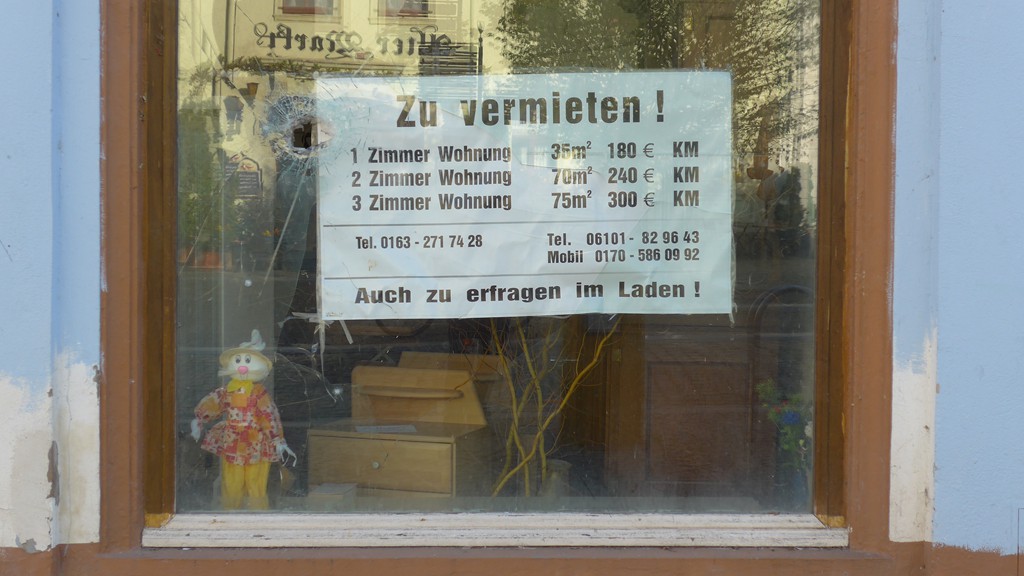 Alter Markt
Zu vermieten !
1 Zimmer Wohnung 35m² 180 € KM
2 Zimmer Wohnung 70m² 240 € KM
3 Zimmer Wohnung 75m² 300 € KM
Tel. 0163 - 271 74 28
Tel. 06101 - 82 96 43
Mobil 0170 - 586 09 92
Auch zu erfragen im Laden !